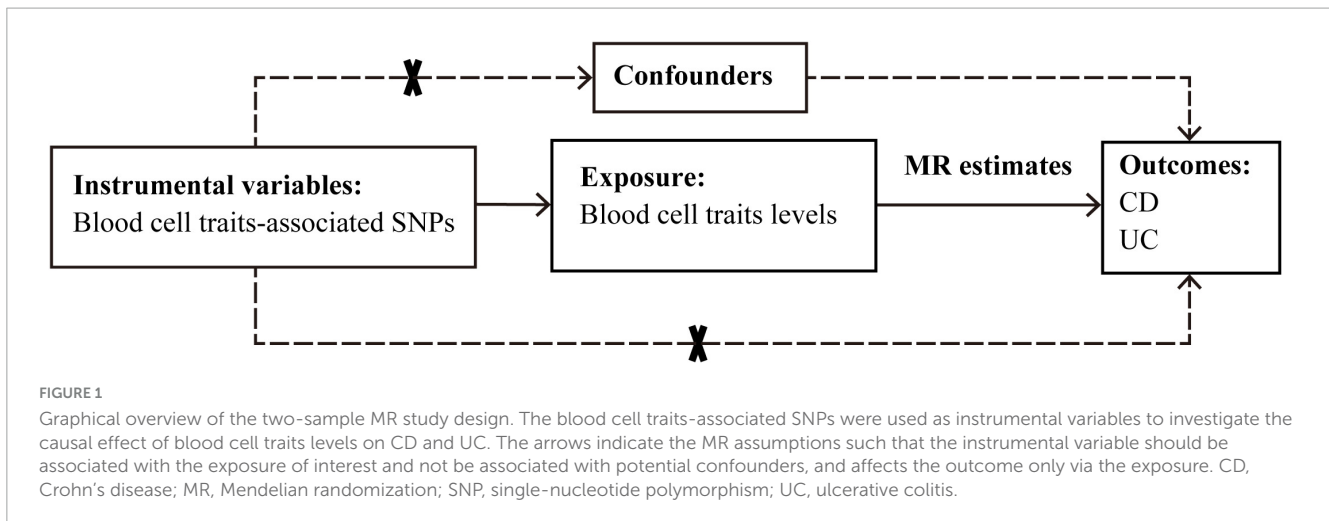 Confounders
Instrumental variables:
Blood cell traits-associated SNPs
Exposure:
Blood cell traits levels
MR estimates
Outcomes:
CD
UC
FIGURE 1
Graphical overview of the two-sample MR study design. The blood cell traits-associated SNPs were used as instrumental variables to investigate the
causal effect of blood cell traits levels on CD and UC. The arrows indicate the MR assumptions such that the instrumental variable should be
associated with the exposure of interest and not be associated with potential confounders, and affects the outcome only via the exposure. CD,
Crohn’s disease; MR, Mendelian randomization; SNP, single-nucleotide polymorphism; UC, ulcerative colitis.